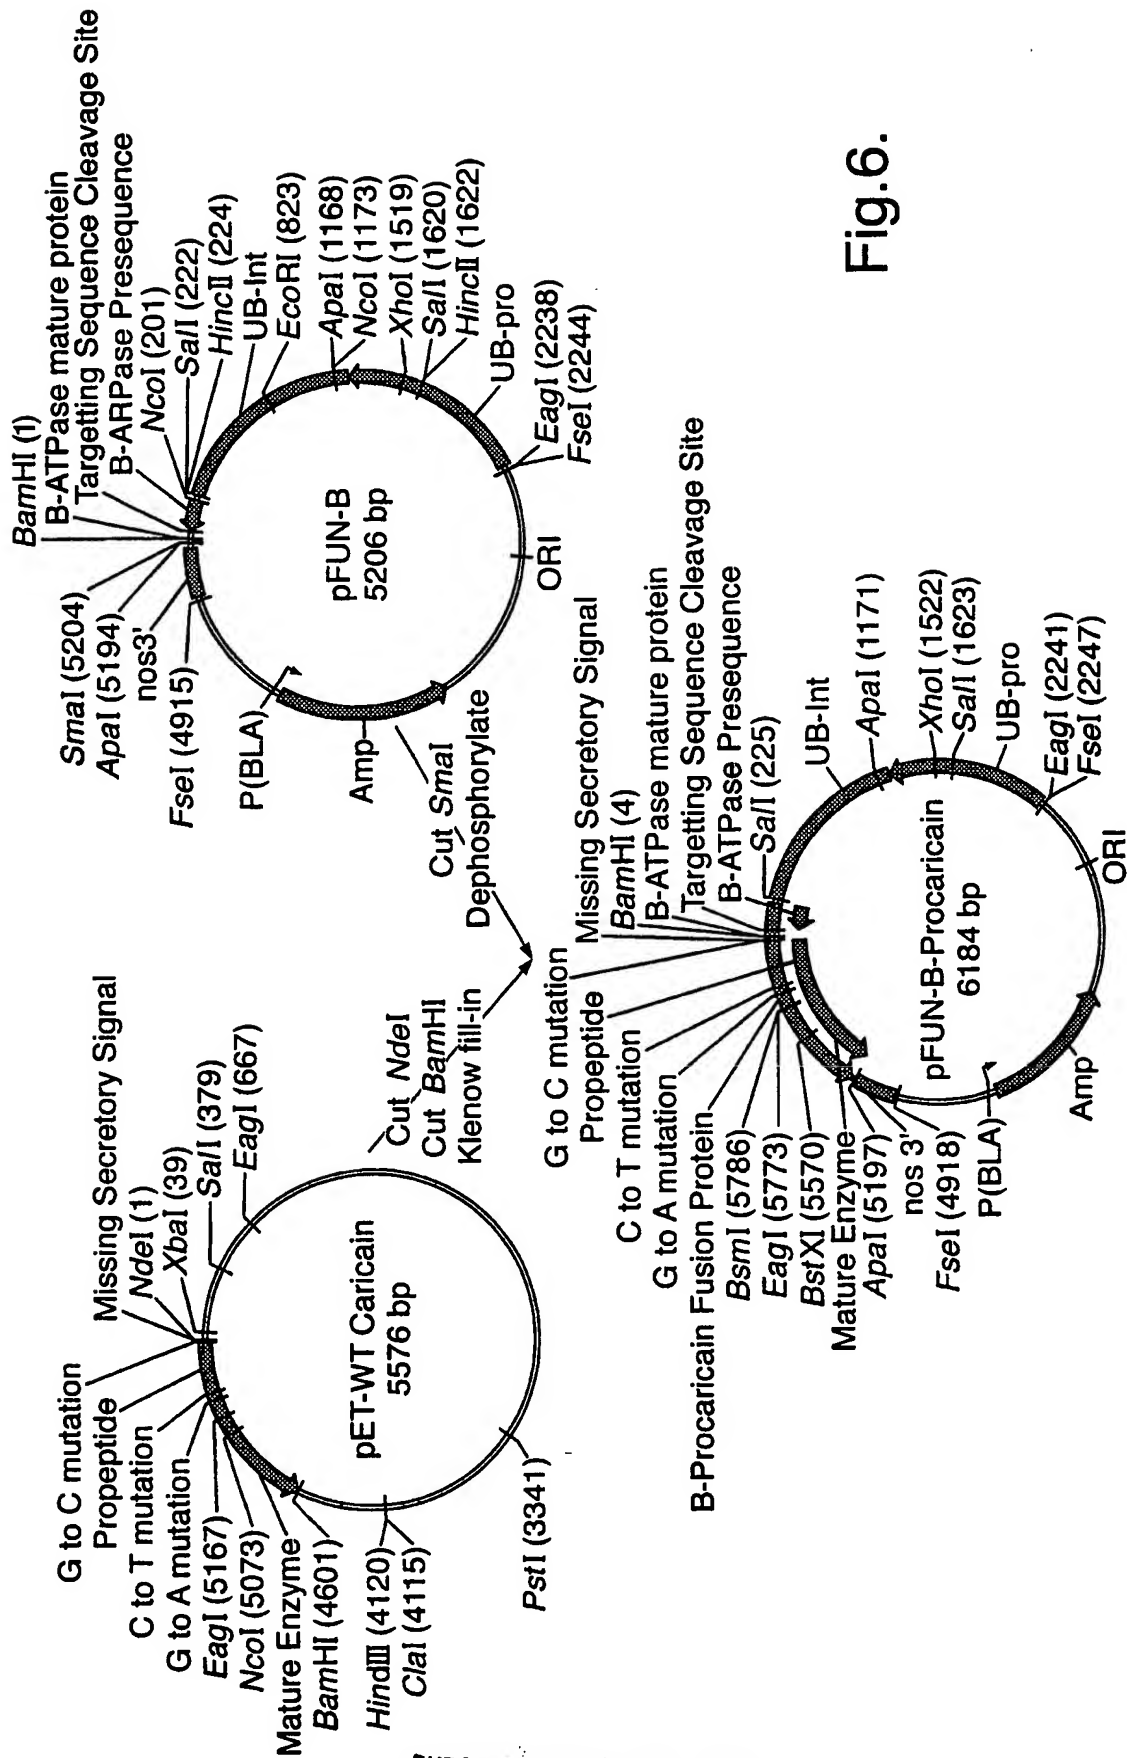 G to C mutation
Propeptide
C to T mutation
G to A mutation
EagI (5167)
NcoI (5073)
Mature Enzyme
BamHI (4601)
HindIII (4120)
ClaI (4115)
PstI (3341)
Missing Secretory Signal
NdeI (1)
XbaI (39)
SalI (379)
EagI (667)
pET-WT Caricain
5576 bp
Cut NdeI
Cut BamHI
Klenow fill-in
SmaI (5204)
ApaI (5194)
nos3'
FseI (4915)
P(BLA)
Amp
BamHI (1)
B-ATPase mature protein
Targetting Sequence Cleavage Site
B-ARPase Presequence
NcoI (201)
SalI (222)
HincII (224)
UB-Int
EcoRI (823)
ApaI (1168)
NcoI (1173)
XhoI (1519)
SalI (1620)
HincII (1622)
UB-pro
EagI (2238)
FseI (2244)
ORI
pFUN-B
5206 bp
Cut SmaI
Dephosphorylate
G to C mutation
Propeptide
C to T mutation
G to A mutation
B-Procaricain Fusion Protein
BsmI (5786)
EagI (5773)
BstXI (5570)
Mature Enzyme
ApaI (5197)
nos 3'
FseI (4918)
P(BLA)
Amp
Missing Secretory Signal
BamHI (4)
B-ATPase mature protein
Targetting Sequence Cleavage Site
B-ATPase Presequence
SalI (225)
UB-Int
ApaI (1171)
XhoI (1522)
SalI (1623)
UB-pro
EagI (2241)
FseI (2247)
ORI
pFUN-B-Procaricain
6184 bp
Fig.6.